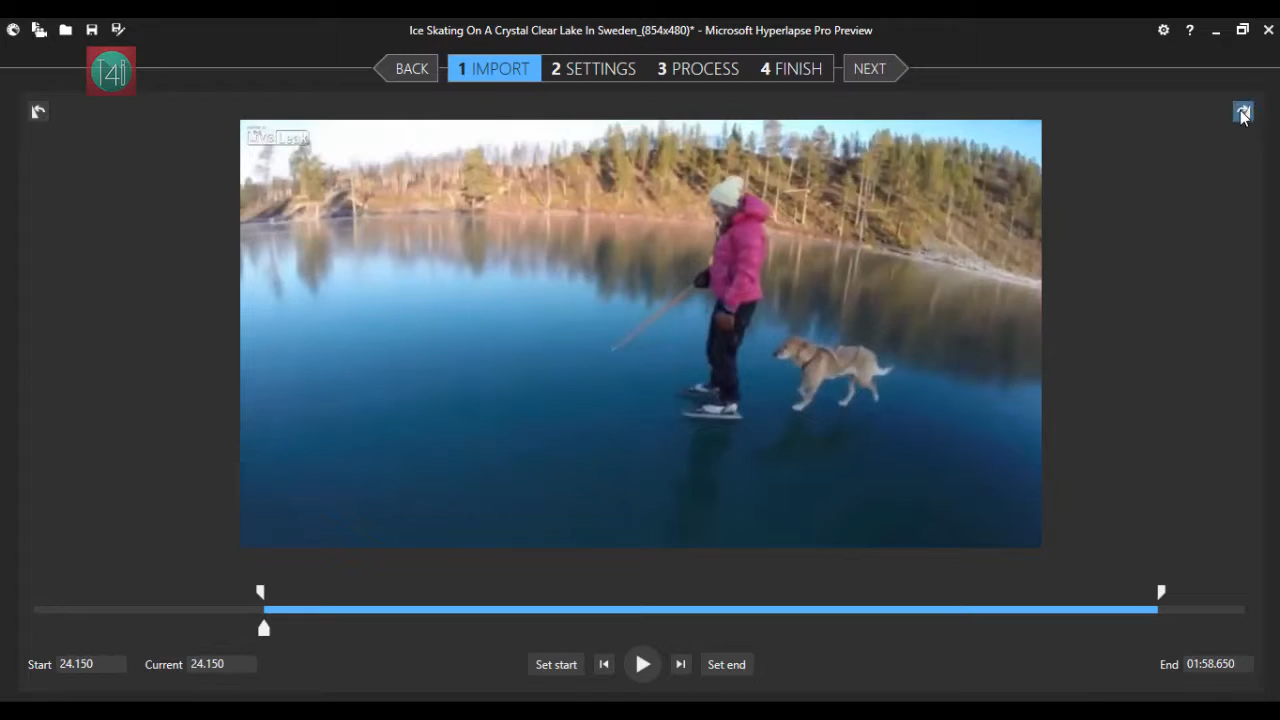 Ice Skating On A Crystal Clear Lake In Sweden_(854x480)* - Microsoft Hyperlapse Pro Preview
T4i
BACK
1 IMPORT
2 SETTINGS
3 PROCESS
4 FINISH
NEXT
LiveLeak
Start 24.150
Current 24.150
Set start
Set end
End 01:58.650